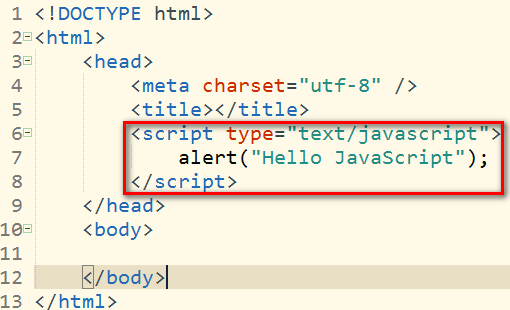 1 <!DOCTYPE html>
2 <html>
3 <head>
4 <meta charset="utf-8" />
5 <title></title>
6 <script type="text/javascript">
7 alert("Hello JavaScript");
8 </script>
9 </head>
10 <body>
11
12 </body>
13 </html>